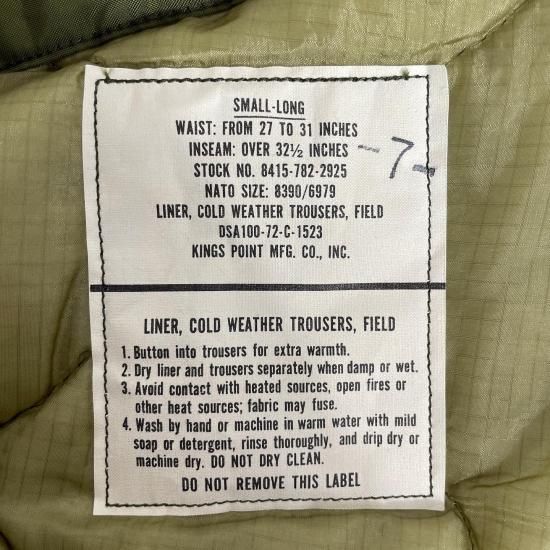 SMALL-LONG
WAIST: FROM 27 TO 31 INCHES
INSEAM: OVER 32½ INCHES
-7-
STOCK NO. 8415-782-2925
NATO SIZE: 8390/6979
LINER, COLD WEATHER TROUSERS, FIELD
DSA100-72-C-1523
KINGS POINT MFG. CO., INC.
LINER, COLD WEATHER TROUSERS, FIELD
1. Button into trousers for extra warmth.
2. Dry liner and trousers separately when damp or wet.
3. Avoid contact with heated sources, open fires or
other heat sources; fabric may fuse.
4. Wash by hand or machine in warm water with mild
soap or detergent, rinse thoroughly, and drip dry or
machine dry. DO NOT DRY CLEAN.
DO NOT REMOVE THIS LABEL